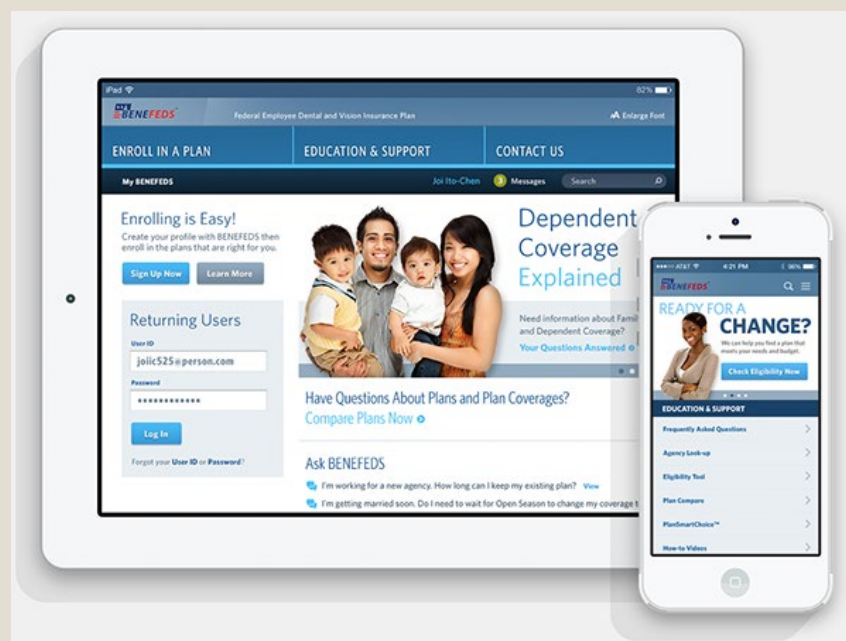 iPad
82%
BENEFEDS
Federal Employee Dental and Vision Insurance Plan
AA Enlarge Font
ENROLL IN A PLAN
EDUCATION & SUPPORT
CONTACT US
My BENEFEDS
Joi Ito-Chen
3
Messages
Search
Enrolling is Easy!
Create your profile with BENEFEDS then
enroll in the plans that are right for you.
Sign Up Now
Learn More
Returning Users
User ID
joiic525@person.com
Password
************
Log In
Forgot your User ID or Password?
Dependent
Coverage
Explained
Need information about Famil
and Dependent Coverage?
Your Questions Answered
Have Questions About Plans and Plan Coverages?
Compare Plans Now
Ask BENEFEDS
I'm working for a new agency. How long can I keep my existing plan? View
I'm getting married soon. Do I need to wait for Open Season to change my coverage t
AT&T
4:21 PM
98%
BENEFEDS
READY FOR A
CHANGE?
We can help you find a plan that
meets your needs and budget.
Check Eligibility Now
EDUCATION & SUPPORT
Frequently Asked Questions
Agency Look-up
Eligibility Tool
Plan Compare
PlanSmartChoice™
How-to Videos